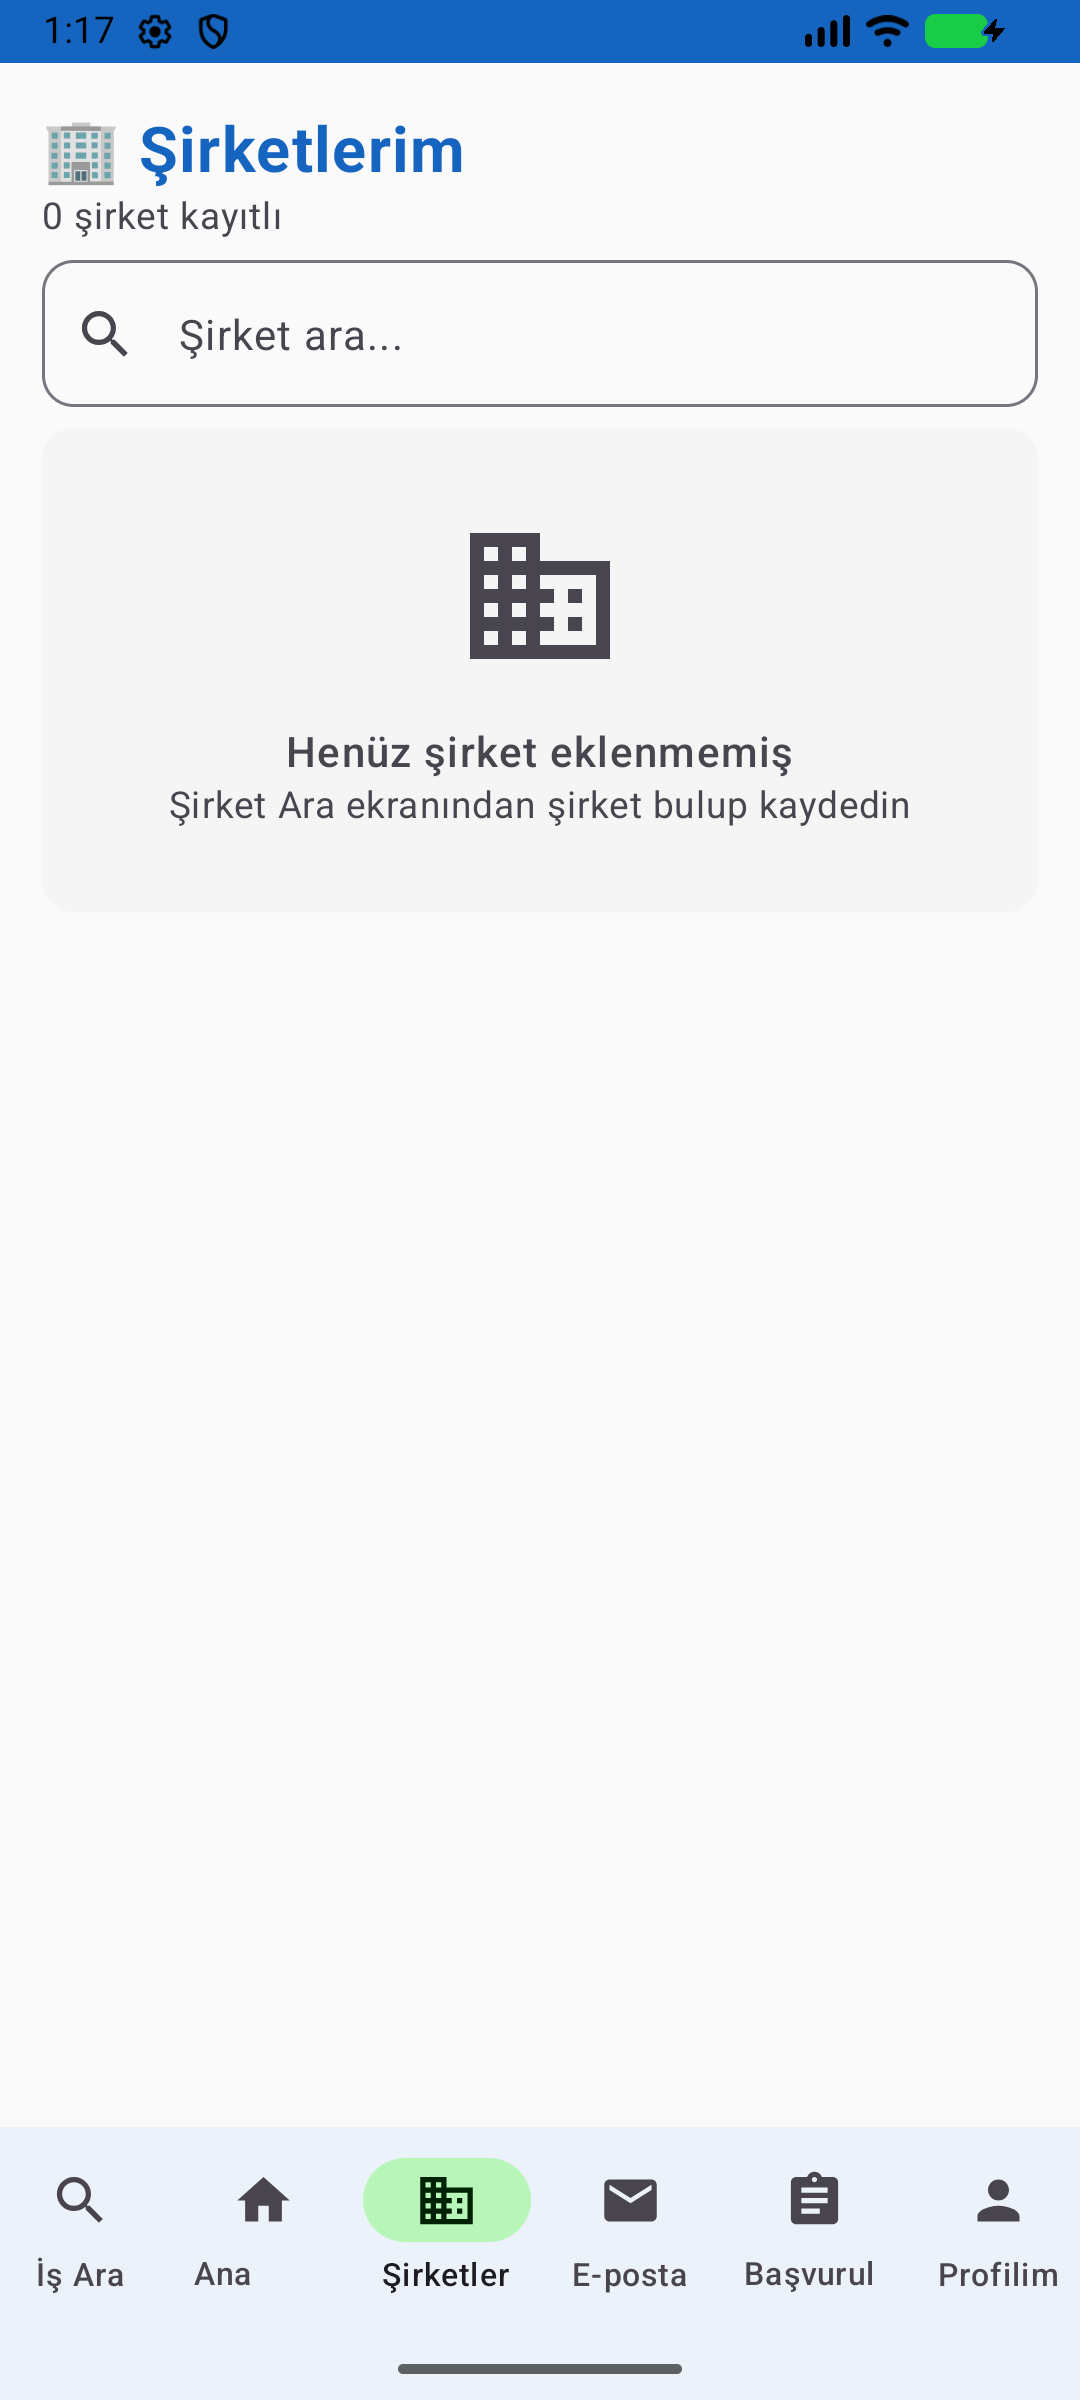 1:17
Şirketlerim
0 şirket kayıtlı
Şirket ara...
Henüz şirket eklenmemiş
Şirket Ara ekranından şirket bulup kaydedin
İş Ara
Ana
Şirketler
E-posta
Başvurul
Profilim